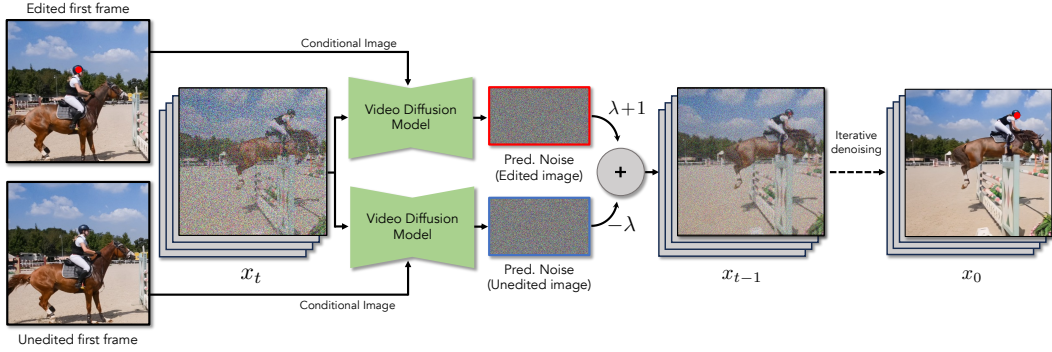 Edited first frame
Conditional Image
Video Diffusion
Model
Pred. Noise
(Edited image)
λ+1
+
−λ
Iterative
denoising
Video Diffusion
Model
Pred. Noise
(Unedited image)
x_t
x_{t−1}
x_0
Conditional Image
Unedited first frame